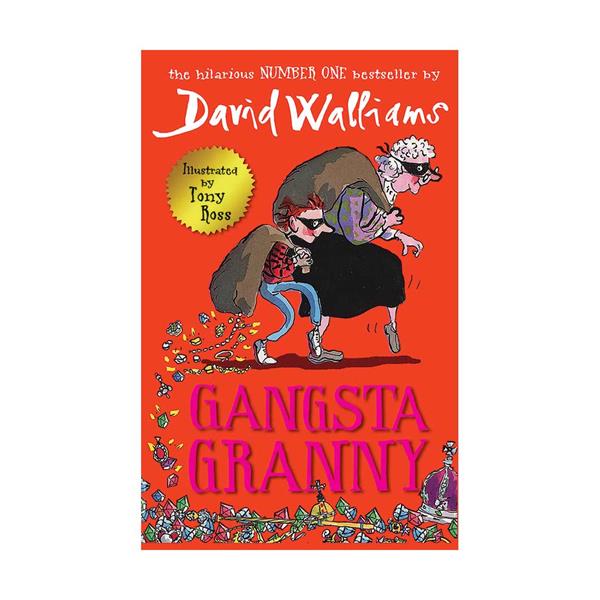 the hilarious NUMBER ONE bestseller by
David Walliams
Illustrated
by
Tony
Ross
GANGSTA
GRANNY